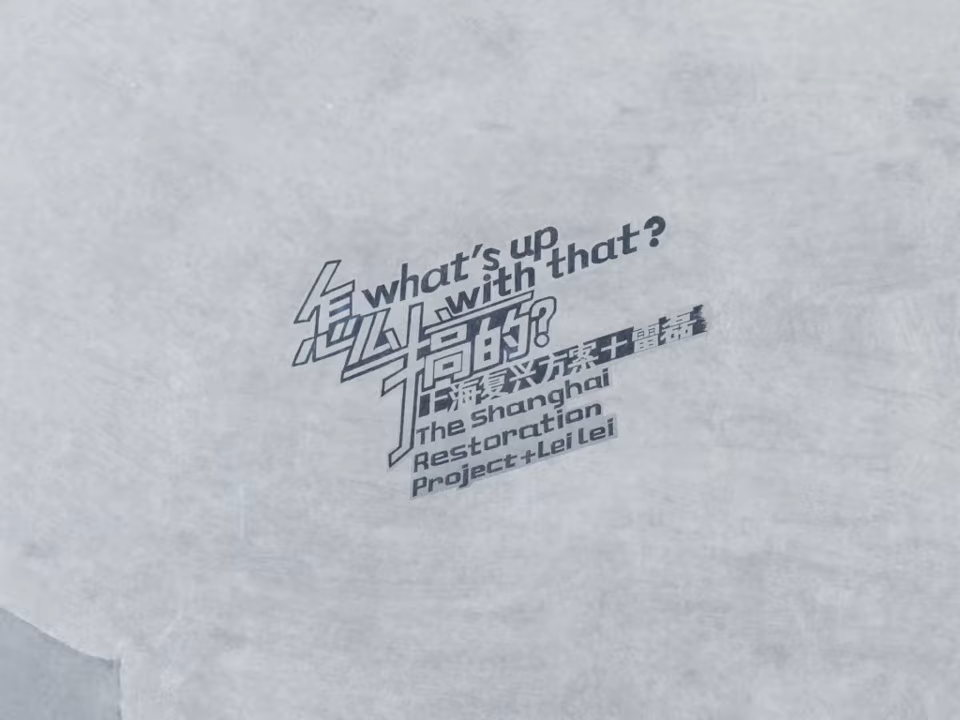 what's up
with that?
怎么搞的?
上海复兴方案+雷磊
The Shanghai
Restoration
Project+Lei lei